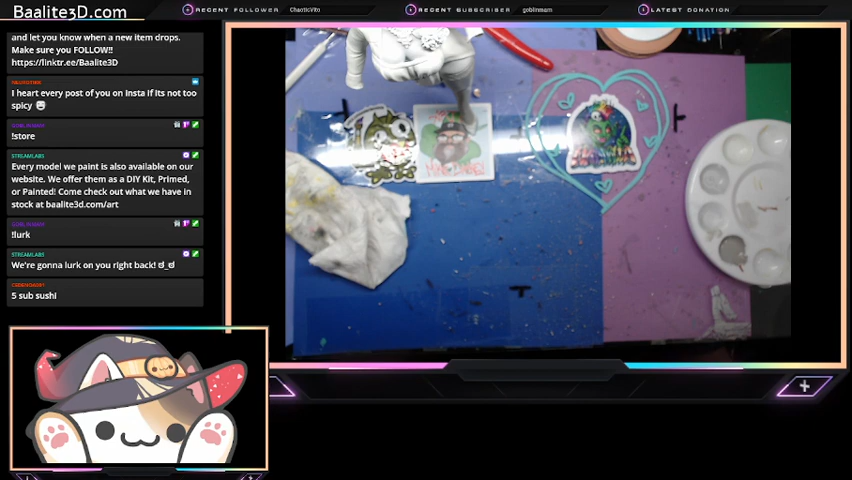 Baalite3D.com
RECENT FOLLOWER ChaoticVito
RECENT SUBSCRIBER goblinmam
LATEST DONATION
and let you know when a new item drops.
Make sure you FOLLOW!!
https://linktr.ee/Baalite3D
I heart every post of you on Insta if its not too
spicy
!store
STREAMLABS
Every model we paint is also available on our
website. We offer them as a DIY Kit, Primed,
or Painted! Come check out what we have in
stock at baalite3d.com/art
!lurk
STREAMLABS
We're gonna lurk on you right back! ಠ_ಠ
5 sub sushi